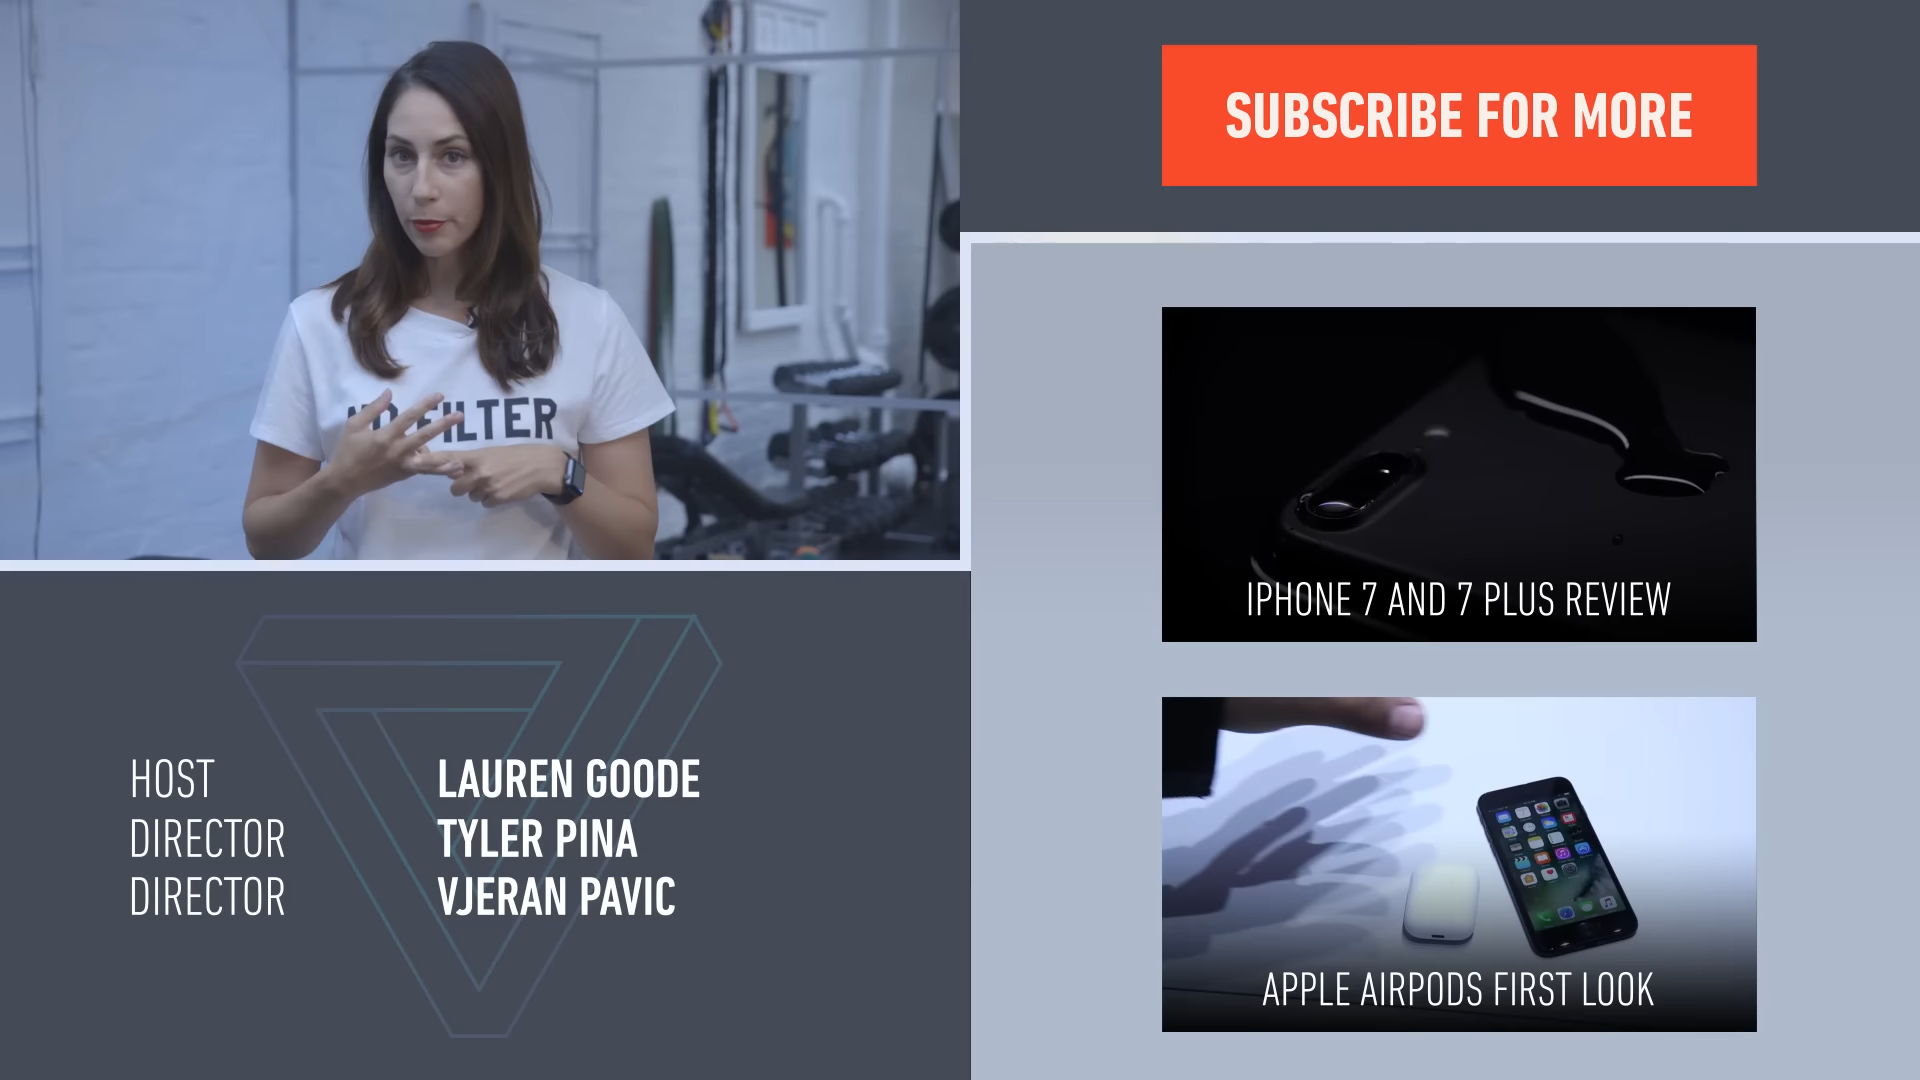 NO FILTER
SUBSCRIBE FOR MORE
IPHONE 7 AND 7 PLUS REVIEW
APPLE AIRPODS FIRST LOOK
HOST LAUREN GOODE
DIRECTOR TYLER PINA
DIRECTOR VJERAN PAVIC